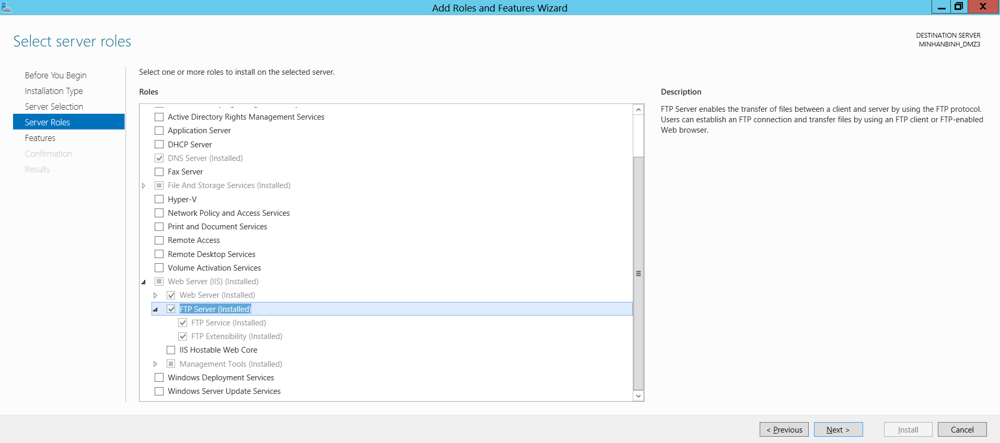 Add Roles and Features Wizard
Select server roles
DESTINATION SERVER
MINHANBINH_DMZ3
Before You Begin
Installation Type
Server Selection
Server Roles
Features
Confirmation
Results
Select one or more roles to install on the selected server.
Roles
Active Directory Rights Management Services
Application Server
DHCP Server
DNS Server (Installed)
Fax Server
File And Storage Services (Installed)
Hyper-V
Network Policy and Access Services
Print and Document Services
Remote Access
Remote Desktop Services
Volume Activation Services
Web Server (IIS) (Installed)
Web Server (Installed)
FTP Server (Installed)
FTP Service (Installed)
FTP Extensibility (Installed)
IIS Hostable Web Core
Management Tools (Installed)
Windows Deployment Services
Windows Server Update Services
Description
FTP Server enables the transfer of files between a client and server by using the FTP protocol.
Users can establish an FTP connection and transfer files by using an FTP client or FTP-enabled
Web browser.
< Previous
Next >
Install
Cancel